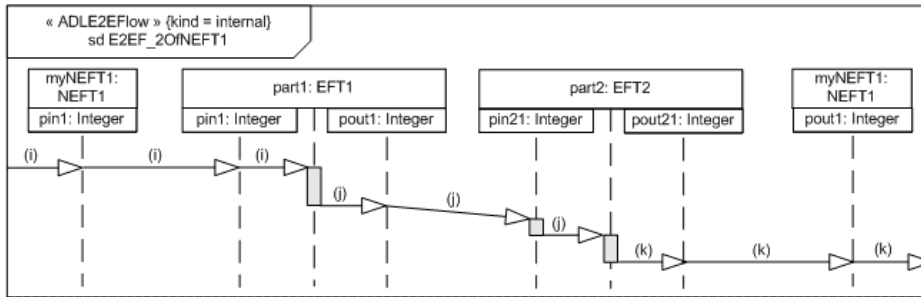 « ADLE2EFlow » {kind = internal}
sd E2EF_2OfNEFT1
myNEFT1:
NEFT1
pin1: Integer
part1: EFT1
pin1: Integer
pout1: Integer
part2: EFT2
pin21: Integer
pout21: Integer
myNEFT1:
NEFT1
pout1: Integer
(i)
(i)
(i)
(j)
(j)
(j)
(k)
(k)
(k)